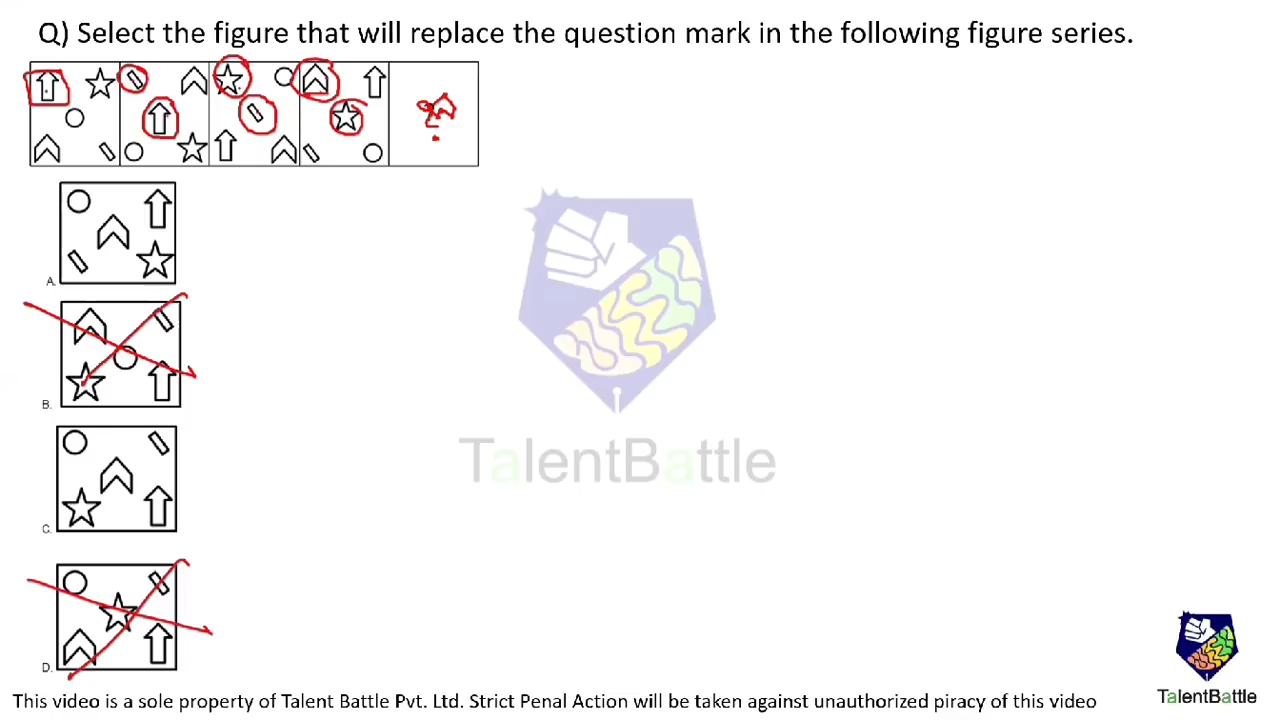 Q) Select the figure that will replace the question mark in the following figure series.
A.
B.
C.
D.
TalentBattle
TalentBattle
This video is a sole property of Talent Battle Pvt. Ltd. Strict Penal Action will be taken against unauthorized piracy of this video